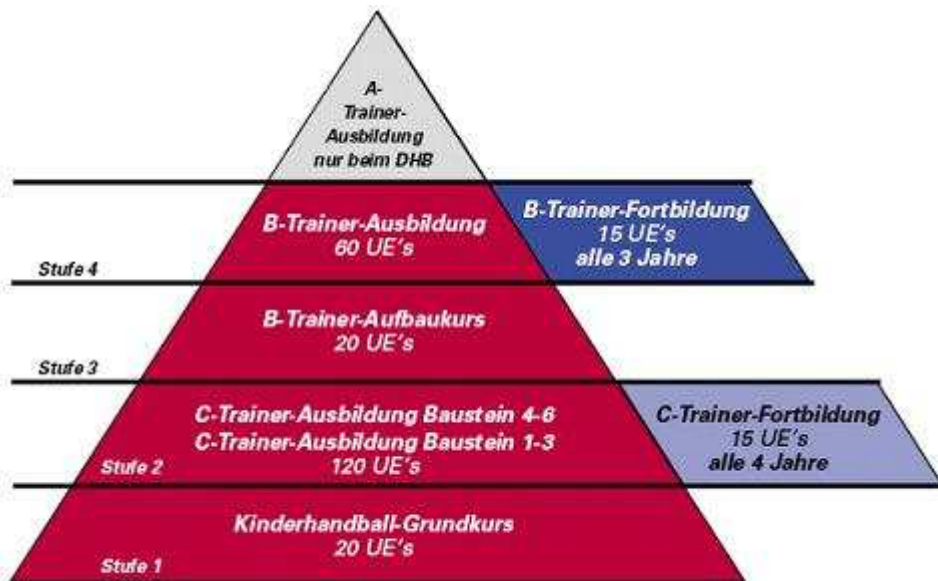 A-
Trainer-
Ausbildung
nur beim DHB
B-Trainer-Ausbildung
60 UE's
B-Trainer-Fortbildung
15 UE's
alle 3 Jahre
Stufe 4
B-Trainer-Aufbaukurs
20 UE's
Stufe 3
C-Trainer-Ausbildung Baustein 4-6
C-Trainer-Ausbildung Baustein 1-3
120 UE's
Stufe 2
C-Trainer-Fortbildung
15 UE's
alle 4 Jahre
Kinderhandball-Grundkurs
20 UE's
Stufe 1